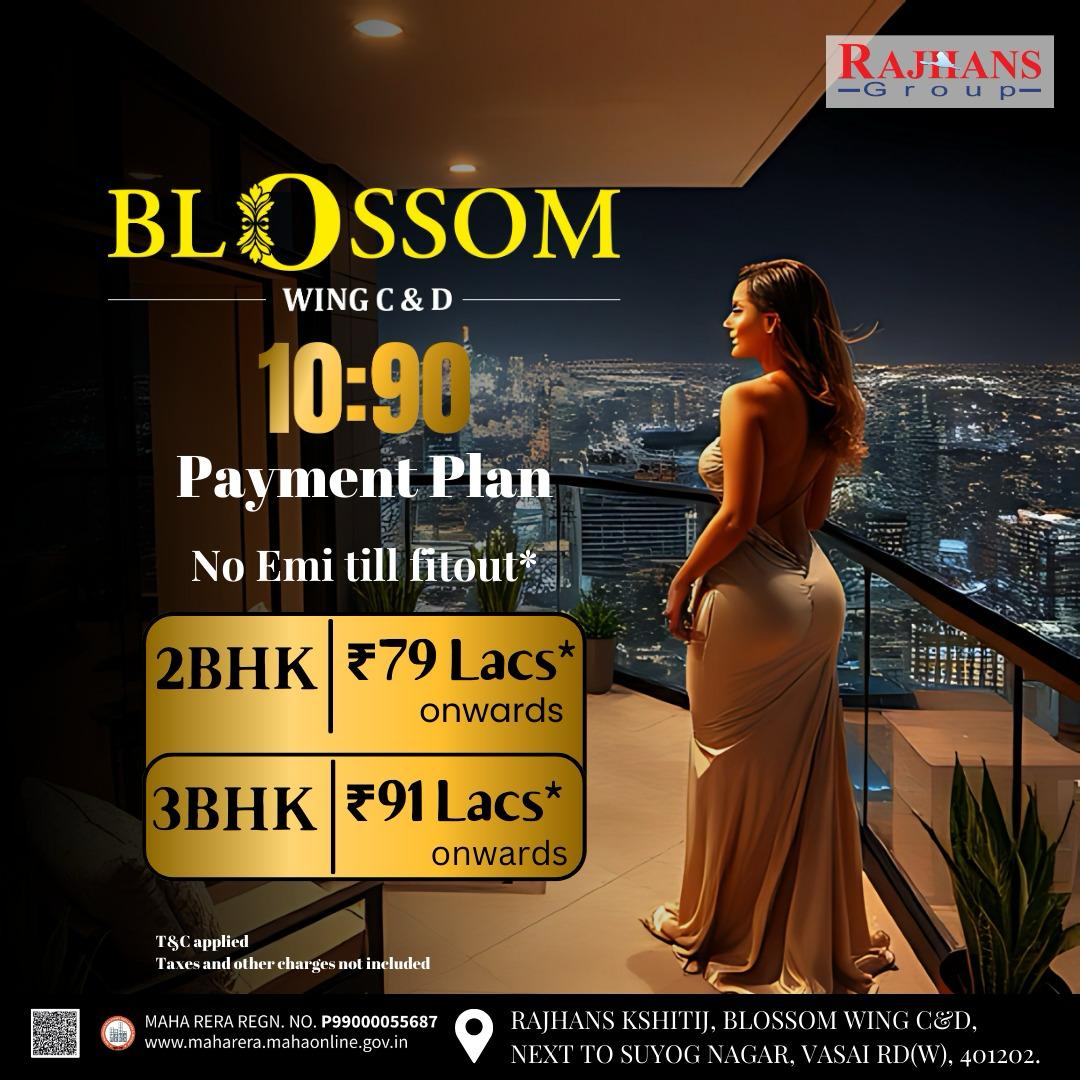 RAJHANS
Group
BLOSSOM
WING C & D
10:90
Payment Plan
No Emi till fitout*
2BHK
₹79 Lacs*
onwards
3BHK
₹91 Lacs*
onwards
T&C applied
Taxes and other charges not included
MAHA RERA REGN. NO. P99000055687
www.maharera.mahaonline.gov.in
RAJHANS KSHITIJ, BLOSSOM WING C&D,
NEXT TO SUYOG NAGAR, VASAI RD(W), 401202.